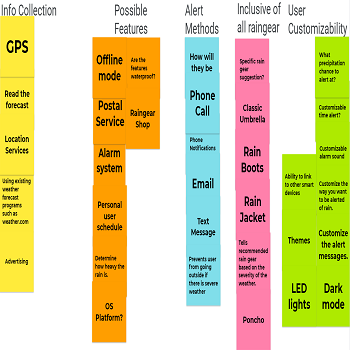 Info Collection
GPS
Read the
forecast
Location
Services
Using existing
weather
forecast
programs
such as
weather.com
Advertising
Possible
Features
Offline
mode
Are the
features
waterproof?
Postal
Service
Raingear
Shop
Alarm
system
Personal
user
schedule
Determine
how heavy the
rain is.
OS
Platform?
Alert
Methods
How will
they be
Phone
Call
Phone
Notifications
Email
Text
Message
Prevents user
from going
outside if
there is severe
weather
Inclusive of
all raingear
Specific rain
gear
suggestion?
Classic
Umbrella
Rain
Boots
Rain
Jacket
Tells
recommended
rain gear
based on the
severity of the
weather.
Poncho
User
Customizability
What
precipitation
chance to
alert at?
Customizable
time alert?
Customizable
alarm sound
Ability to link
to other smart
devices
Customize the
way you want
to be alerted
of rain.
Themes
Customize
the alert
messages.
LED
lights
Dark
mode